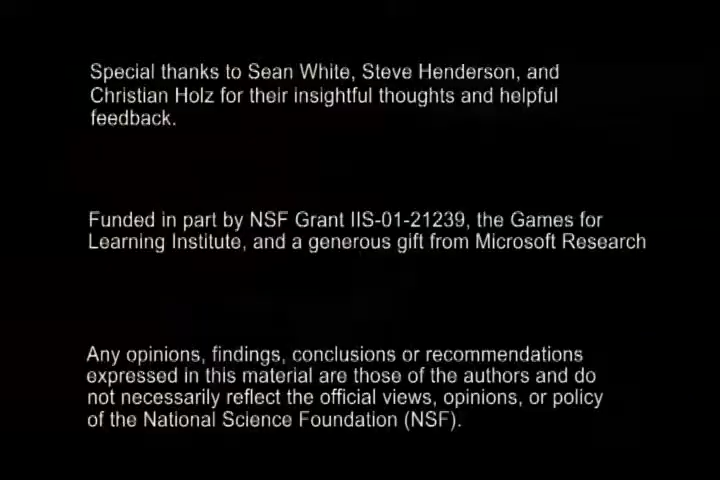 Special thanks to Sean White, Steve Henderson, and
Christian Holz for their insightful thoughts and helpful
feedback.
Funded in part by NSF Grant IIS-01-21239, the Games for
Learning Institute, and a generous gift from Microsoft Research
Any opinions, findings, conclusions or recommendations
expressed in this material are those of the authors and do
not necessarily reflect the official views, opinions, or policy
of the National Science Foundation (NSF).